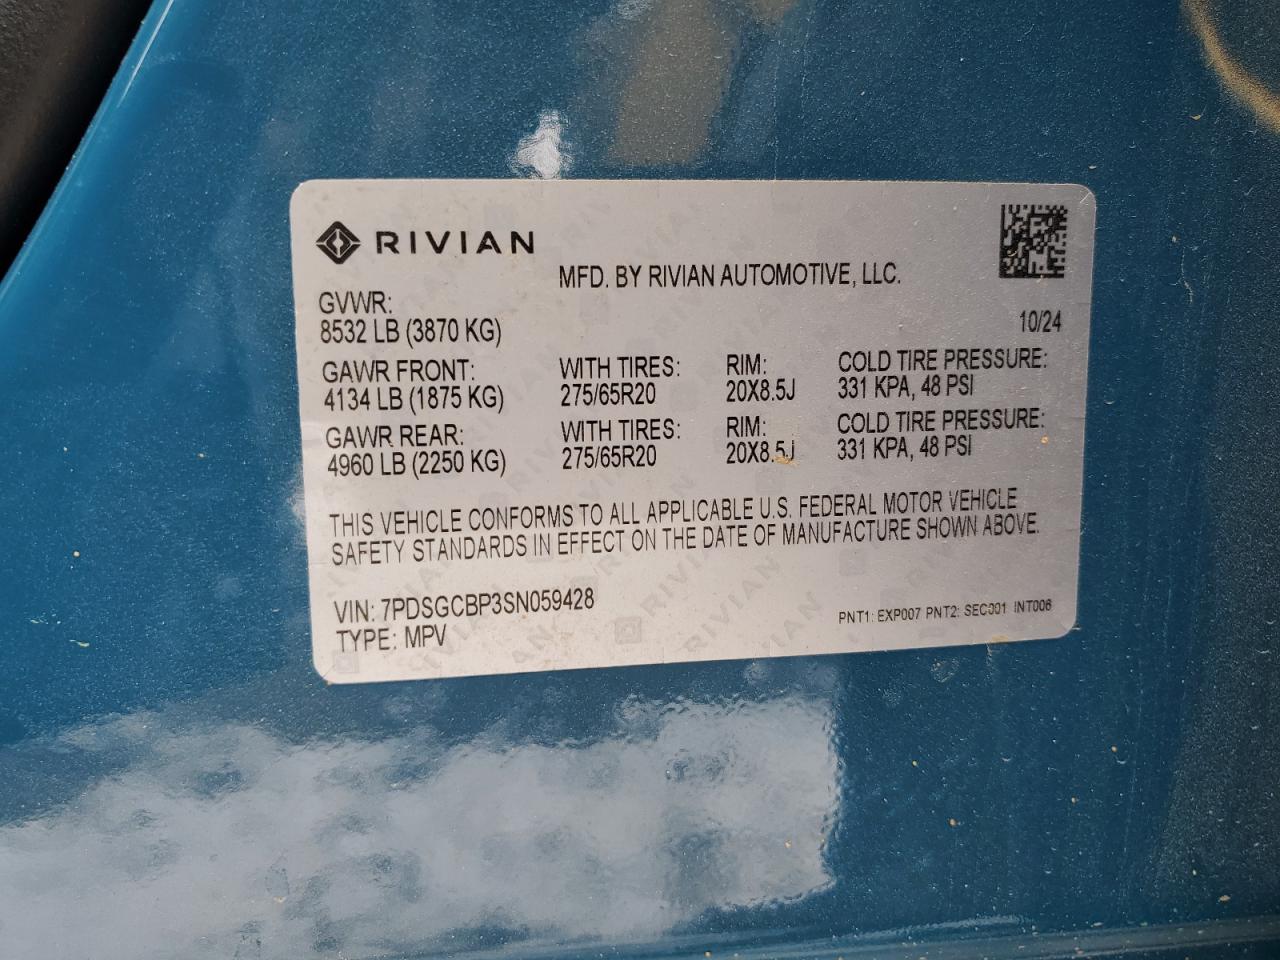 RIVIAN
MFD. BY RIVIAN AUTOMOTIVE, LLC.
GVWR:
8532 LB (3870 KG)
10/24
GAWR FRONT: WITH TIRES: RIM: COLD TIRE PRESSURE:
4134 LB (1875 KG) 275/65R20 20X8.5J 331 KPA, 48 PSI
GAWR REAR: WITH TIRES: RIM: COLD TIRE PRESSURE:
4960 LB (2250 KG) 275/65R20 20X8.5J 331 KPA, 48 PSI
THIS VEHICLE CONFORMS TO ALL APPLICABLE U.S. FEDERAL MOTOR VEHICLE
SAFETY STANDARDS IN EFFECT ON THE DATE OF MANUFACTURE SHOWN ABOVE.
VIN: 7PDSGCBP3SN059428
TYPE: MPV
PNT1: EXP007 PNT2: SEC001 INT006